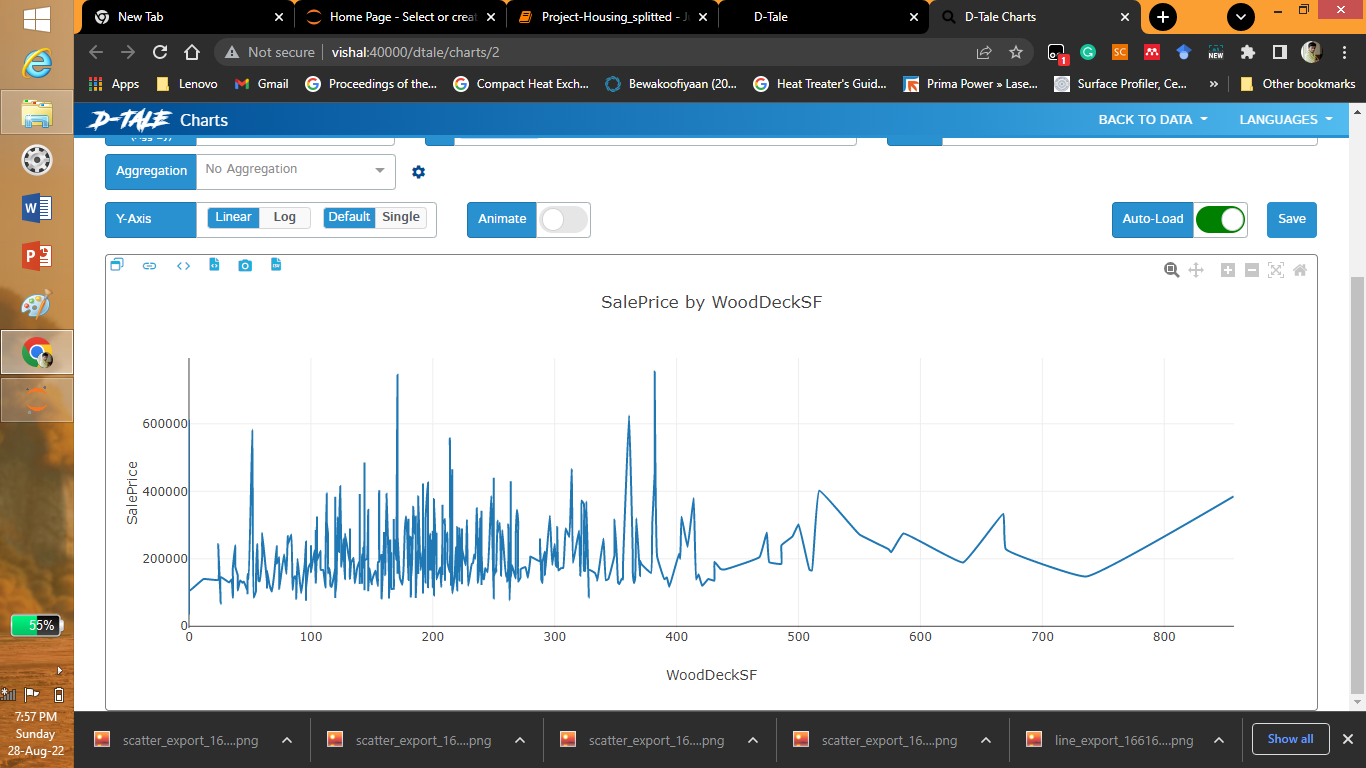 New Tab
Home Page - Select or creat
Project-Housing_splitted - J
D-Tale
D-Tale Charts
Not secure | vishal:40000/dtale/charts/2
1
SC
NEW
Apps
Lenovo
Gmail
Proceedings of the...
Compact Heat Exch...
Bewakoofiyaan (20...
Heat Treater's Guid...
Prima Power » Lase...
Surface Profiler, Ce...
»
Other bookmarks
D-TALE Charts
BACK TO DATA
LANGUAGES
Aggregation
No Aggregation
Y-Axis
Linear
Log
Default
Single
Animate
Auto-Load
Save
SalePrice by WoodDeckSF
600000
400000
200000
0
SalePrice
0 100 200 300 400 500 600 700 800
WoodDeckSF
55%
7:57 PM
Sunday
28-Aug-22
scatter_export_16....png
scatter_export_16....png
scatter_export_16....png
scatter_export_16....png
line_export_16616....png
Show all